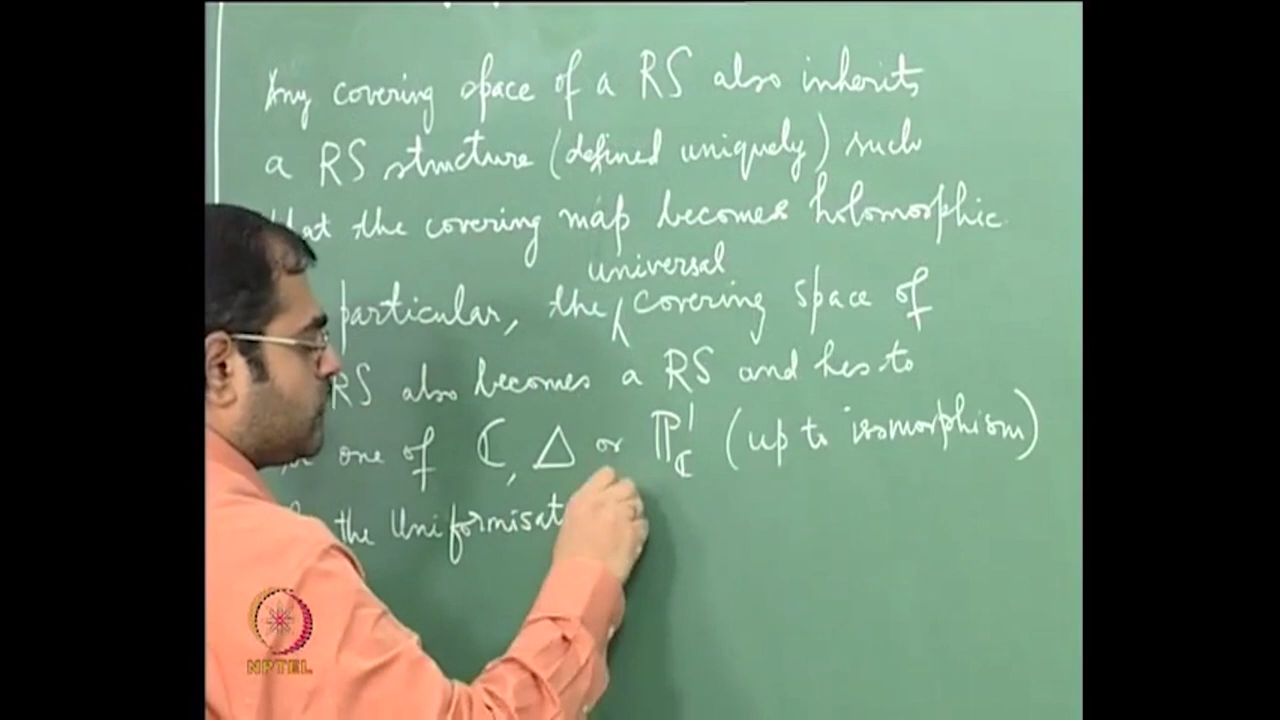 Any covering space of a RS also inherits
a RS structure (defined uniquely) such
that the covering map becomes holomorphic
universal
particular, the covering space of
RS also becomes a RS and has to
one of ℂ, Δ or ℙ¹_ℂ (up to isomorphism)
the Uniformisat
NPTEL